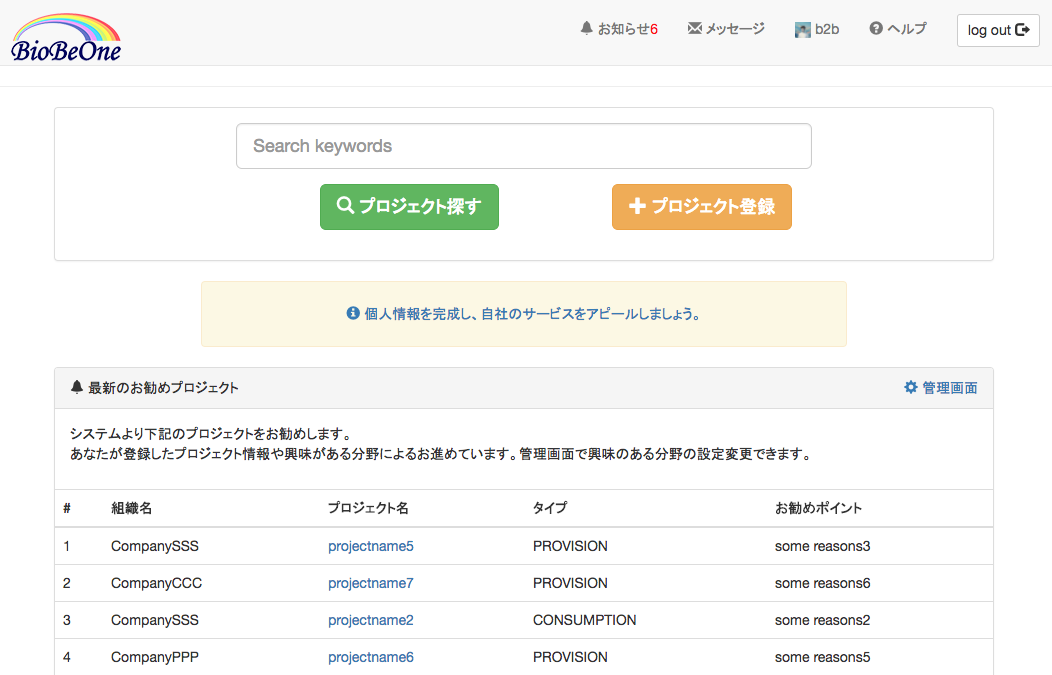 BioBeOne
お知らせ6 メッセージ b2b ヘルプ log out
Search keywords
プロジェクト探す プロジェクト登録
個人情報を完成し、自社のサービスをアピールしましょう。
最新のお勧めプロジェクト 管理画面
システムより下記のプロジェクトをお勧めします。
あなたが登録したプロジェクト情報や興味がある分野によるお進めています。管理画面で興味のある分野の設定変更できます。
# 組織名 プロジェクト名 タイプ お勧めポイント
1 CompanySSS projectname5 PROVISION some reasons3
2 CompanyCCC projectname7 PROVISION some reasons6
3 CompanySSS projectname2 CONSUMPTION some reasons2
4 CompanyPPP projectname6 PROVISION some reasons5